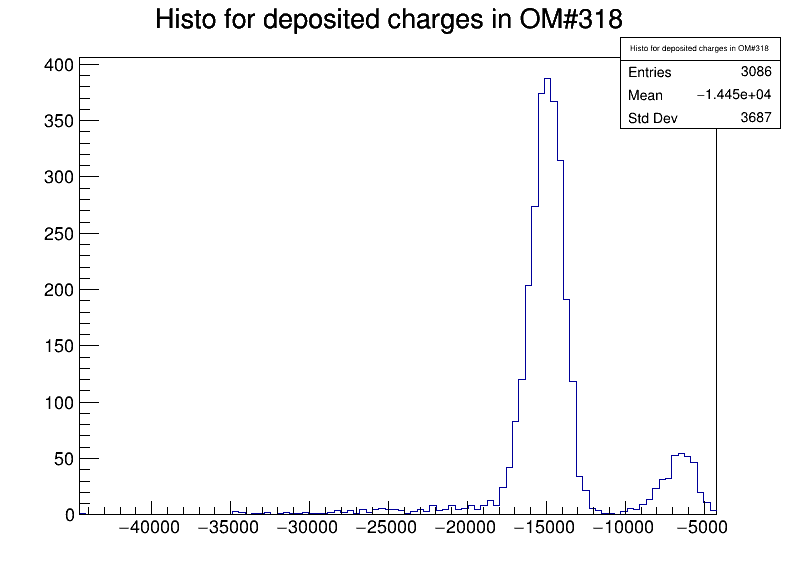 Histo for deposited charges in OM#318
Histo for deposited charges in OM#318
Entries 3086
Mean −1.445e+04
Std Dev 3687
400
350
300
250
200
150
100
50
0
−40000 −35000 −30000 −25000 −20000 −15000 −10000 −5000